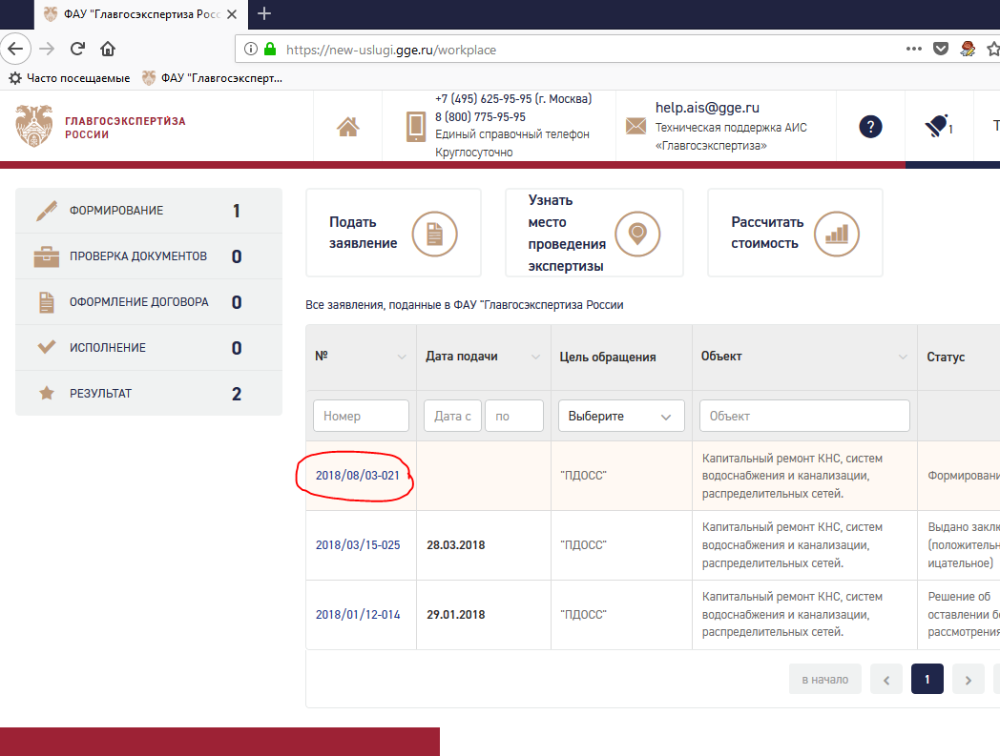 ФАУ "Главгосэкспертиза Росс
https://new-uslugi.gge.ru/workplace
Часто посещаемые
ФАУ "Главгосэксперт...
ГЛАВГОСЭКСПЕРТИЗА
РОССИИ
+7 (495) 625-95-95 (г. Москва)
8 (800) 775-95-95
Единый справочный телефон
Круглосуточно
help.ais@gge.ru
Техническая поддержка АИС
«Главгосэкспертиза»
?
1
Т
ФОРМИРОВАНИЕ 1
ПРОВЕРКА ДОКУМЕНТОВ 0
ОФОРМЛЕНИЕ ДОГОВОРА 0
ИСПОЛНЕНИЕ 0
РЕЗУЛЬТАТ 2
Подать
заявление
Узнать
место
проведения
экспертизы
Рассчитать
стоимость
Все заявления, поданные в ФАУ "Главгосэкспертиза России
№ Дата подачи Цель обращения Объект Статус
Номер Дата с по Выберите Объект
2018/08/03-021
"ПДОСС"
Капитальный ремонт КНС, систем
водоснабжения и канализации,
распределительных сетей.
Формировани
2018/03/15-025
28.03.2018
"ПДОСС"
Капитальный ремонт КНС, систем
водоснабжения и канализации,
распределительных сетей.
Выдано заклю
(положительн
ицательное)
2018/01/12-014
29.01.2018
"ПДОСС"
Капитальный ремонт КНС, систем
водоснабжения и канализации,
распределительных сетей.
Решение об
оставлении бе
рассмотрения
в начало ‹ 1 ›